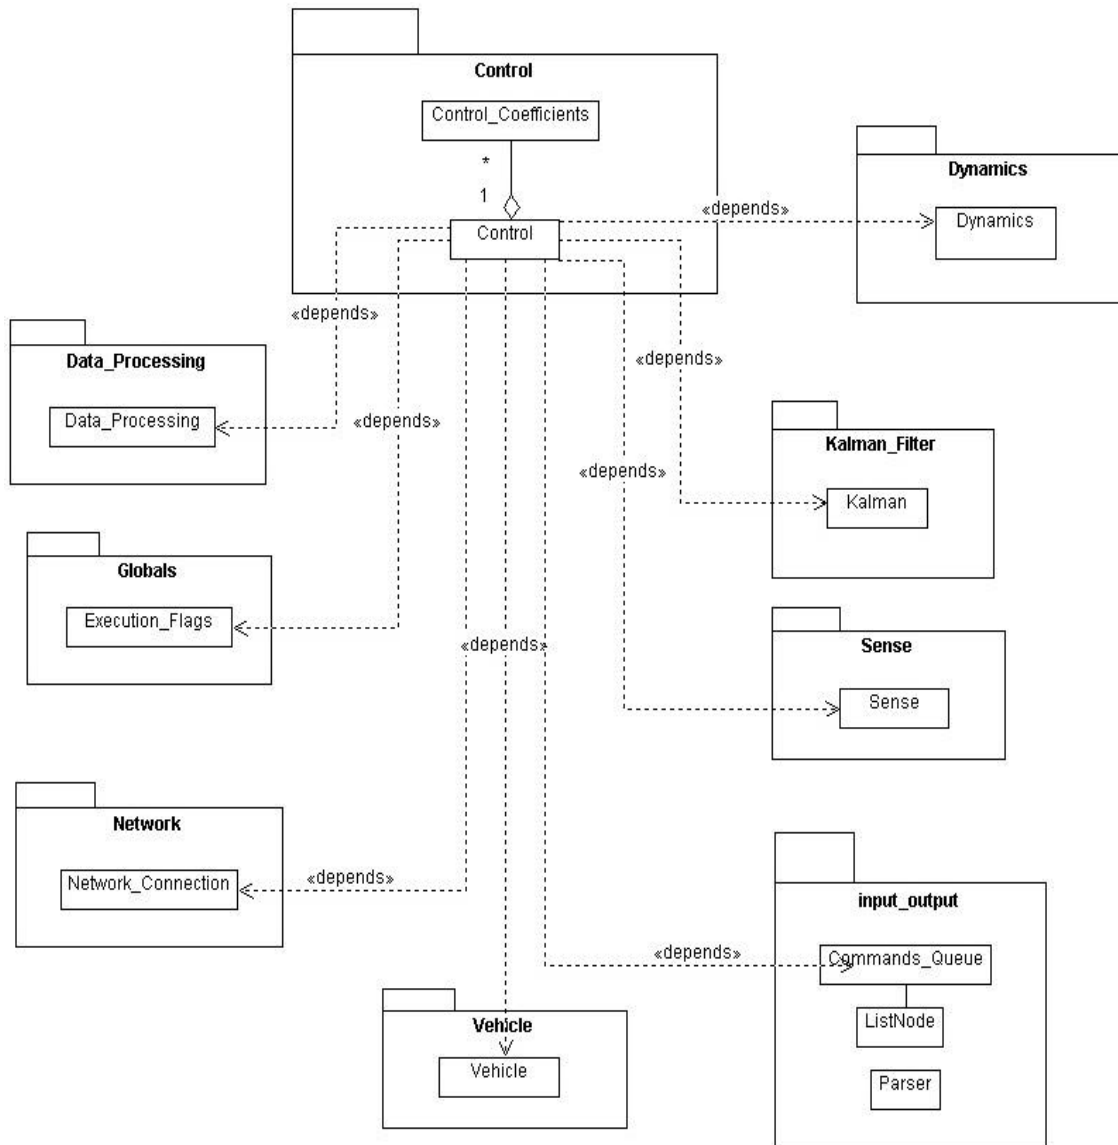 Control
Control_Coefficients
*
1
Control
Dynamics
Dynamics
«depends»
«depends»
«depends»
«depends»
«depends»
«depends»
«depends»
«depends»
Data_Processing
Data_Processing
Kalman_Filter
Kalman
Globals
Execution_Flags
Sense
Sense
Network
Network_Connection
input_output
Commands_Queue
ListNode
Parser
Vehicle
Vehicle